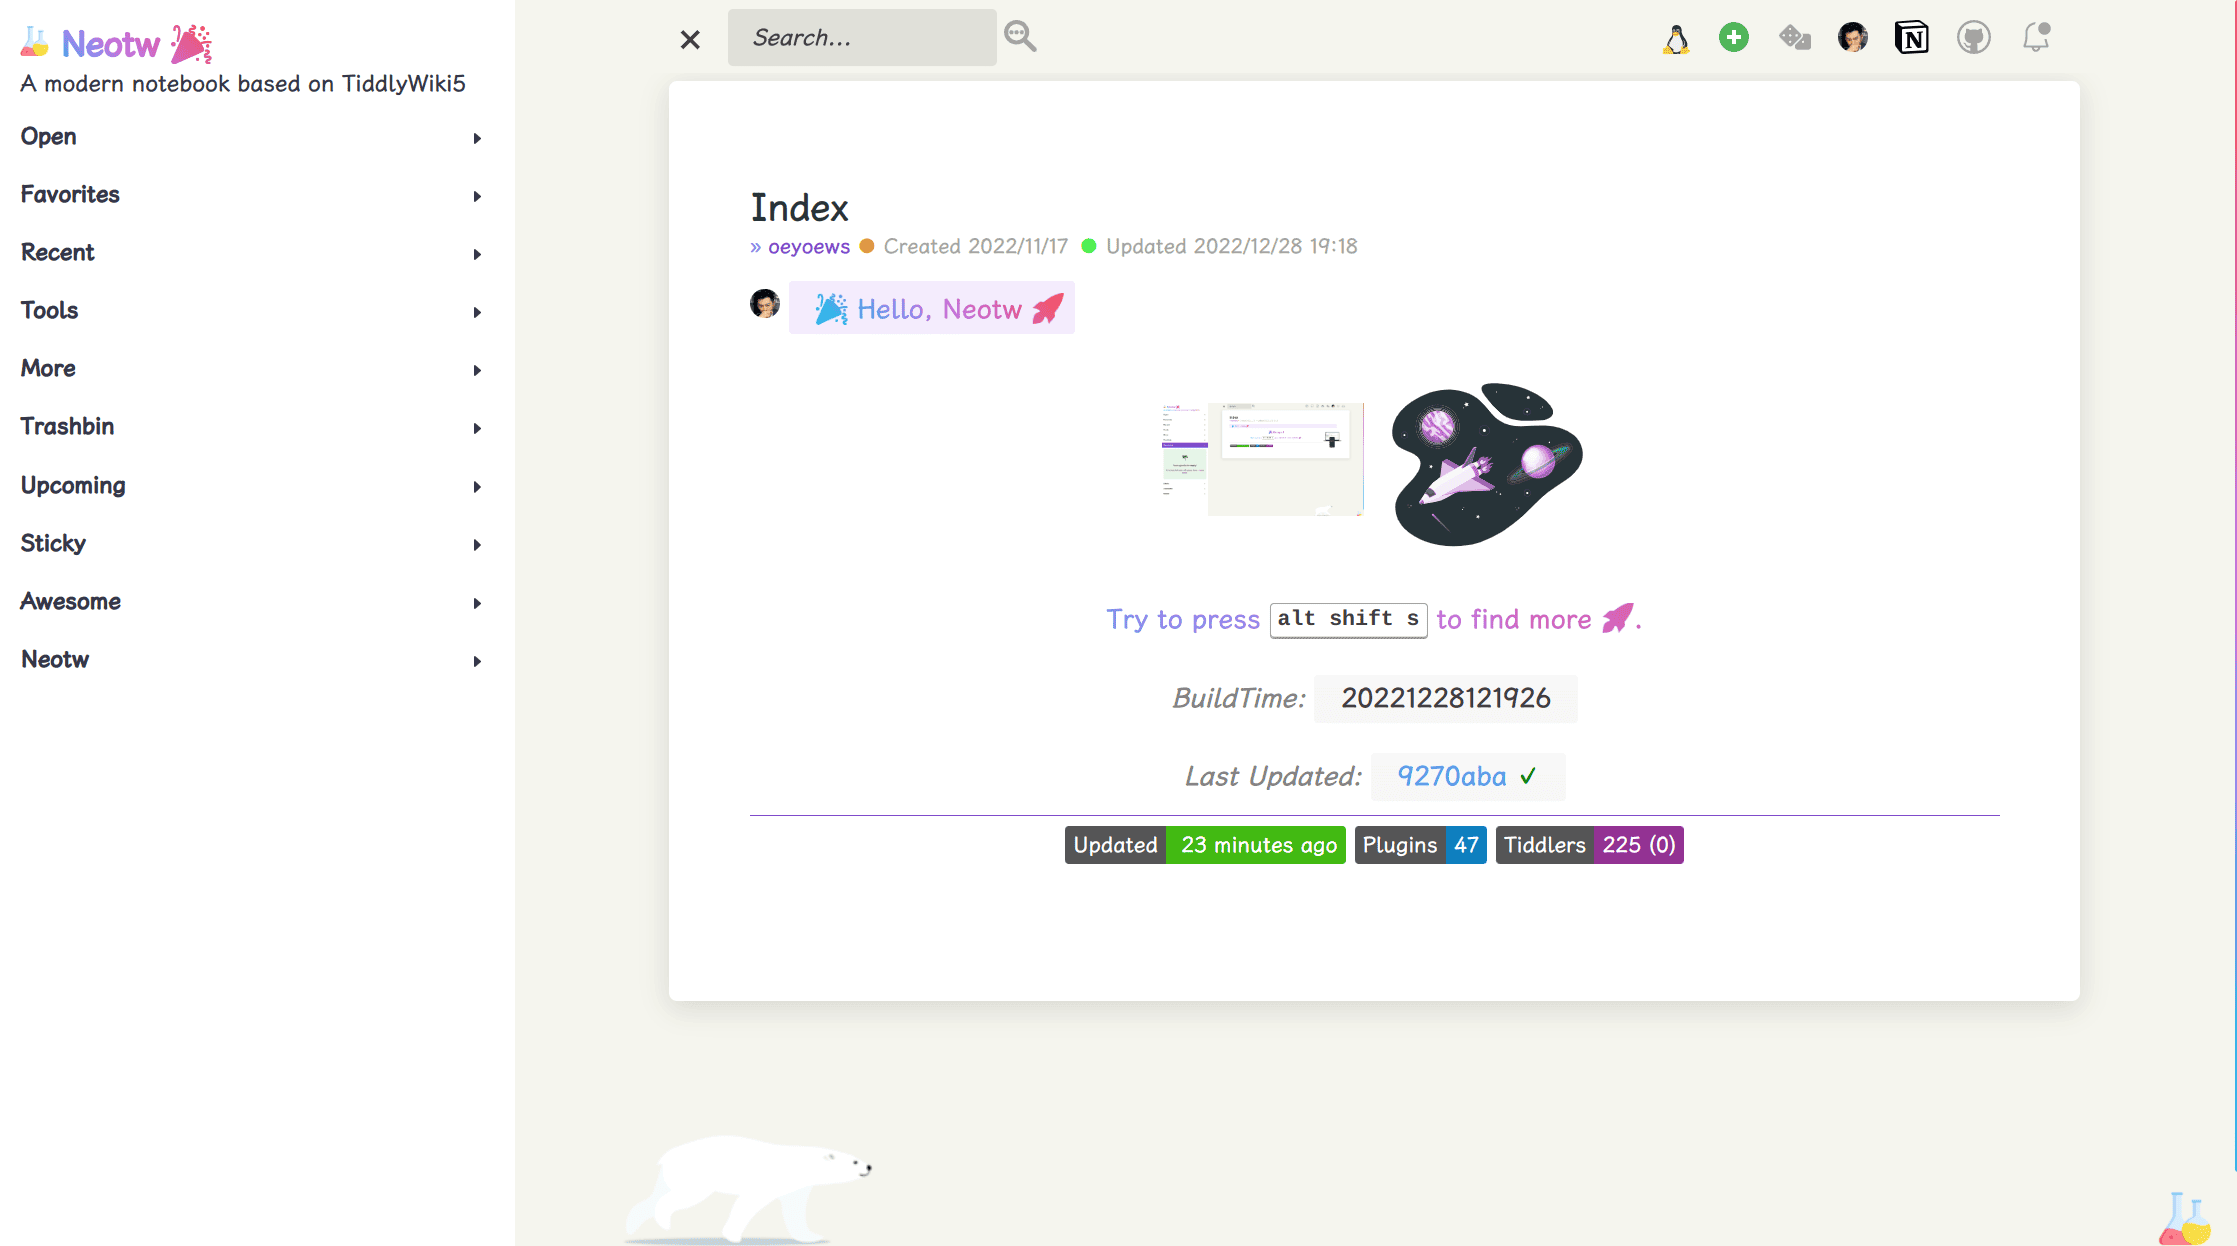 Neotw
A modern notebook based on TiddlyWiki5
Open
Favorites
Recent
Tools
More
Trashbin
Upcoming
Sticky
Awesome
Neotw
Search...
Index
» oeyoews Created 2022/11/17 Updated 2022/12/28 19:18
Hello, Neotw
Try to press alt shift s to find more .
BuildTime: 20221228121926
Last Updated: 9270aba ✓
Updated 23 minutes ago Plugins 47 Tiddlers 225 (0)